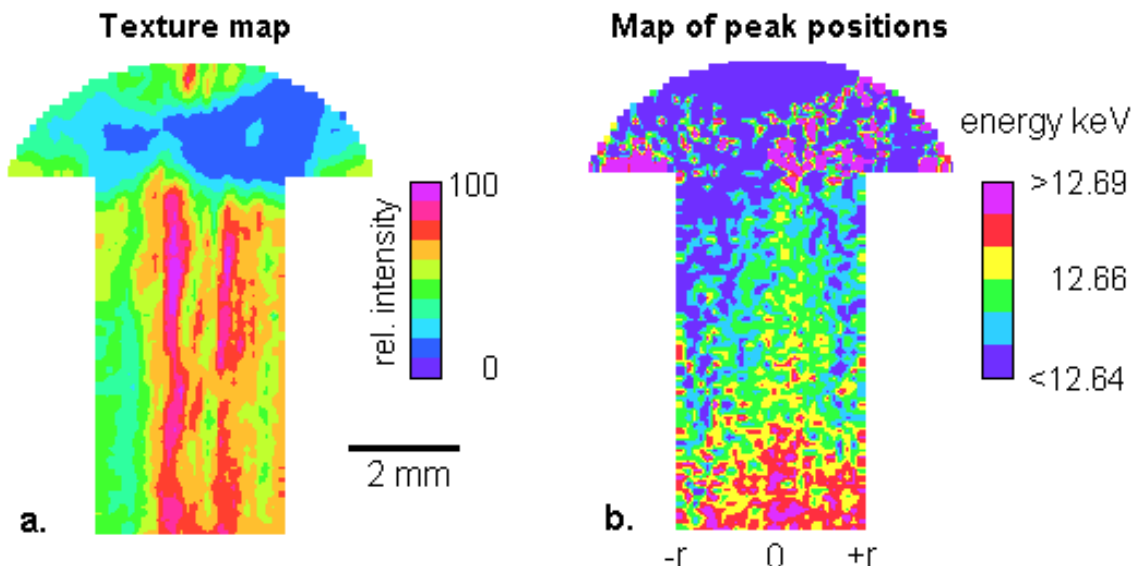 Texture map
Map of peak positions
energy keV
100
>12.69
rel. intensity
12.66
0
<12.64
2 mm
a.
b.
-r 0 +r